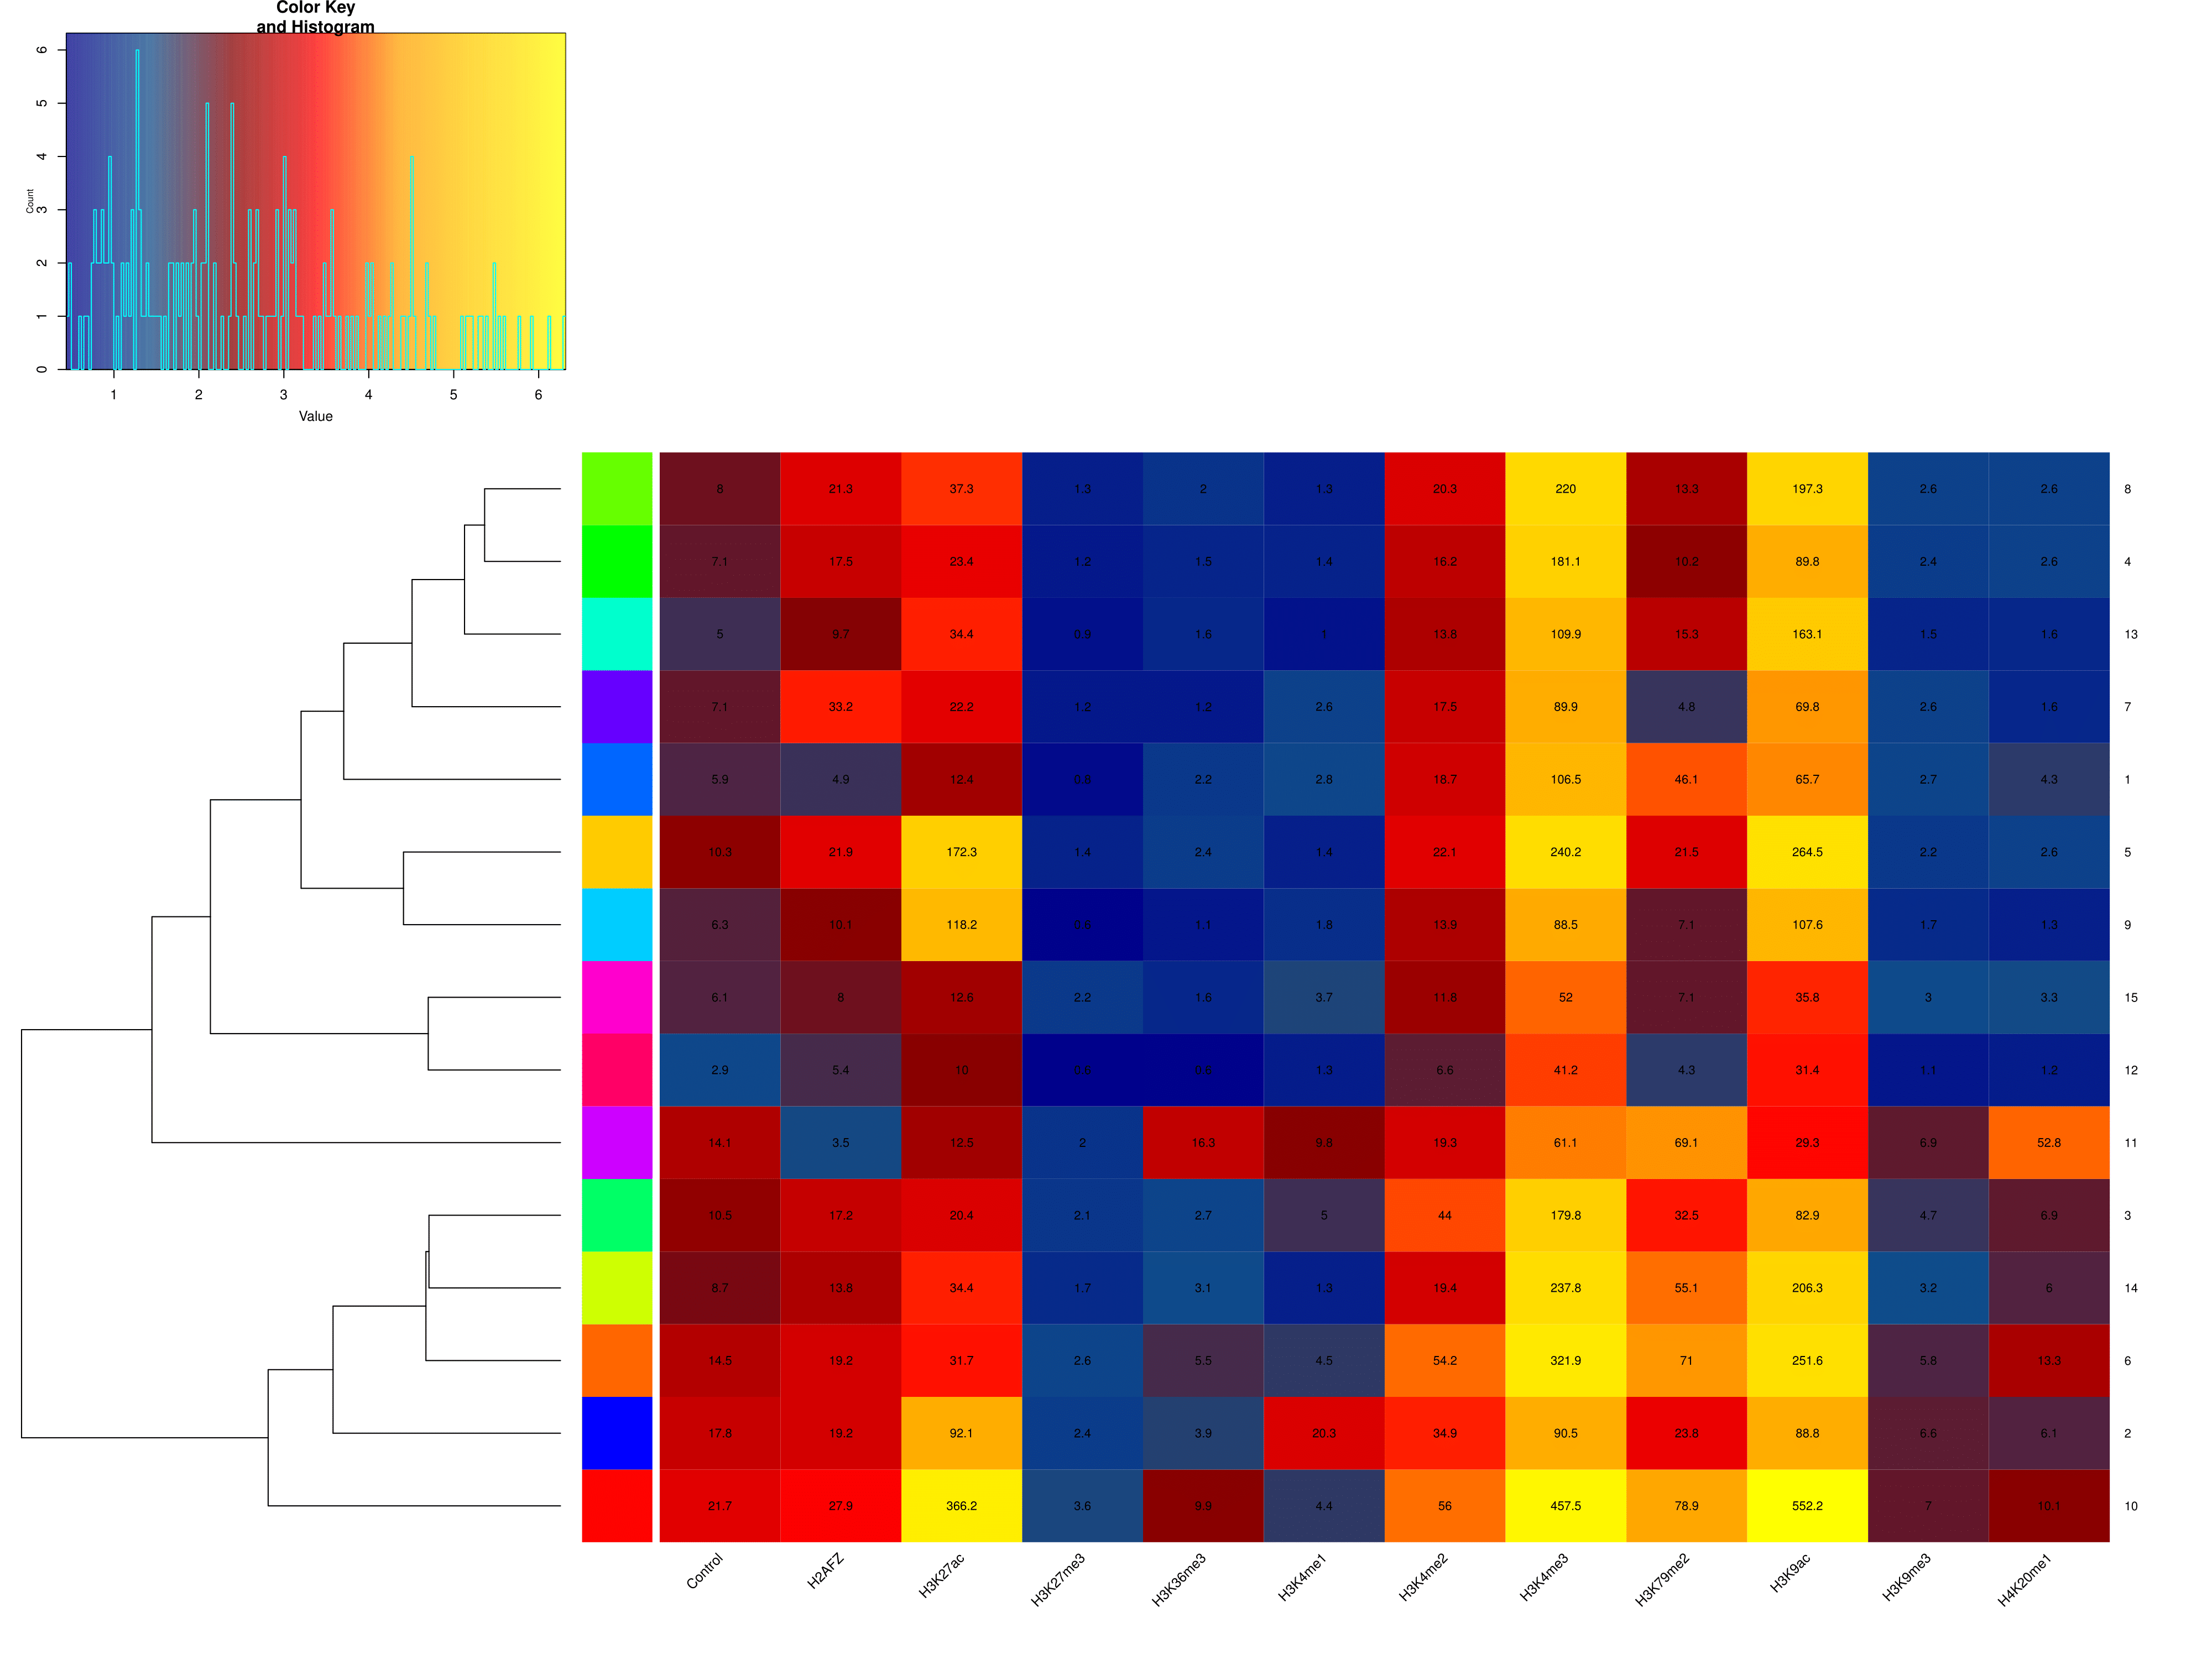 Color Key
and Histogram
6
5
4
3
2
1
0
Count
1 2 3 4 5 6
Value
8 21.3 37.3 1.3 2 1.3 20.3 220 13.3 197.3 2.6 2.6 8
7.1 17.5 23.4 1.2 1.5 1.4 16.2 181.1 10.2 89.8 2.4 2.6 4
5 9.7 34.4 0.9 1.6 1 13.8 109.9 15.3 163.1 1.5 1.6 13
7.1 33.2 22.2 1.2 1.2 2.6 17.5 89.9 4.8 69.8 2.6 1.6 7
5.9 4.9 12.4 2.2 2.8 18.7 106.5 46.1 65.7 2.7 4.3 1
10.3 21.9 172.3 1.4 2.4 1.4 22.1 240.2 21.5 264.5 2.2 2.6 5
6.3 10.1 118.2 1.1 1.8 13.9 88.5 7.1 107.6 1.7 1.3 9
6.1 8 12.8 2.2 1.6 3.7 11.8 52 7.1 35.8 3 3.3 15
2.9 5.4 10 1.3 6.6 41.2 4.3 31.4 1.1 1.2 12
14.1 3.5 12.5 2 16.3 9.8 19.3 61.1 69.1 29.3 6.9 52.8 11
10.5 17.2 20.4 2.1 2.7 5 44 179.8 32.5 82.9 4.7 6.9 3
8.7 13.8 34.4 1.7 3.1 1.3 19.4 237.8 55.1 206.3 3.2 6 14
14.5 19.2 31.7 2.6 5.5 4.5 54.2 321.9 71 251.6 5.8 13.3 6
17.8 19.2 92.1 2.4 3.9 20.3 34.9 90.5 23.8 88.8 6.6 6.1 2
21.7 27.9 366.2 3.6 9.9 4.4 56 457.5 78.9 552.2 7 10.1 10
Control H2AFZ H3K27ac H3K27me3 H3K36me3 H3K4me1 H3K4me2 H3K4me3 H3K79me2 H3K9ac H3K9me3 H4K20me1